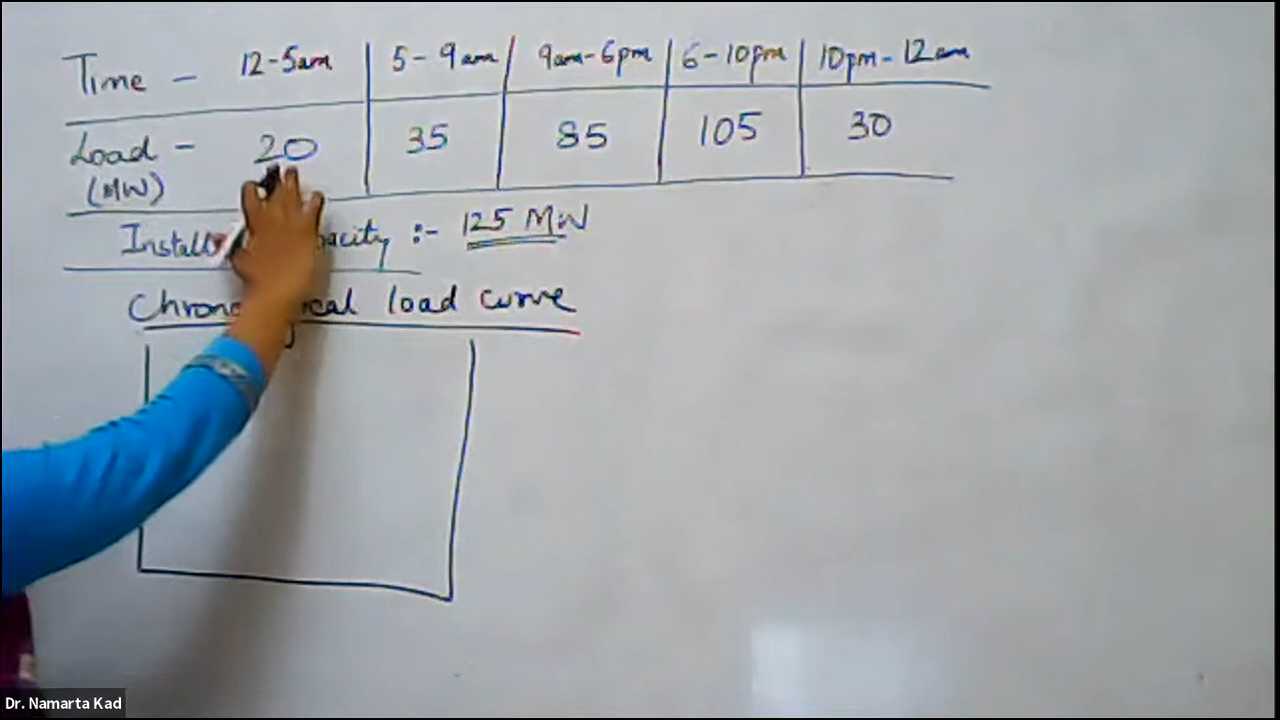 Time - 12-5am 5-9am 9am-6pm 6-10pm 10pm-12am
Load - 20 35 85 105 30
(MW)
:- 125 MW
load curve
Dr. Namarta Kad